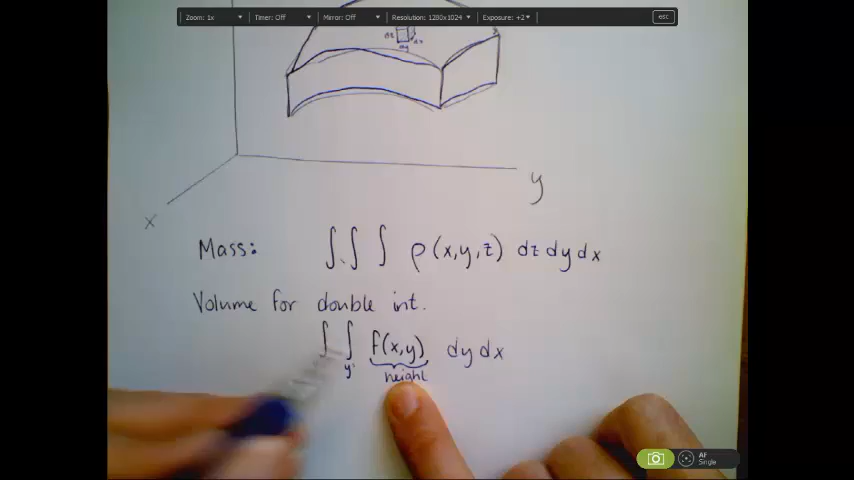 Zoom: 1x Timer: Off Mirror: Off Resolution: 1280x1024 Exposure: +2 esc
dz dx
dy
y
x
Mass: ∫∫∫ ρ(x,y,z) dz dy dx
Volume for double int.
∫∫ f(x,y) dy dx
y height
AF
Single